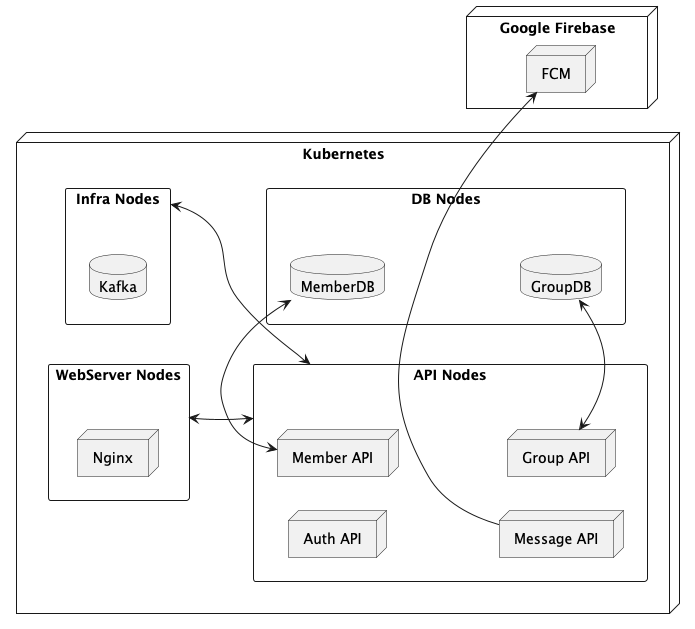 Google Firebase
FCM
Kubernetes
Infra Nodes
DB Nodes
Kafka
MemberDB
GroupDB
WebServer Nodes
API Nodes
Nginx
Member API
Group API
Auth API
Message API